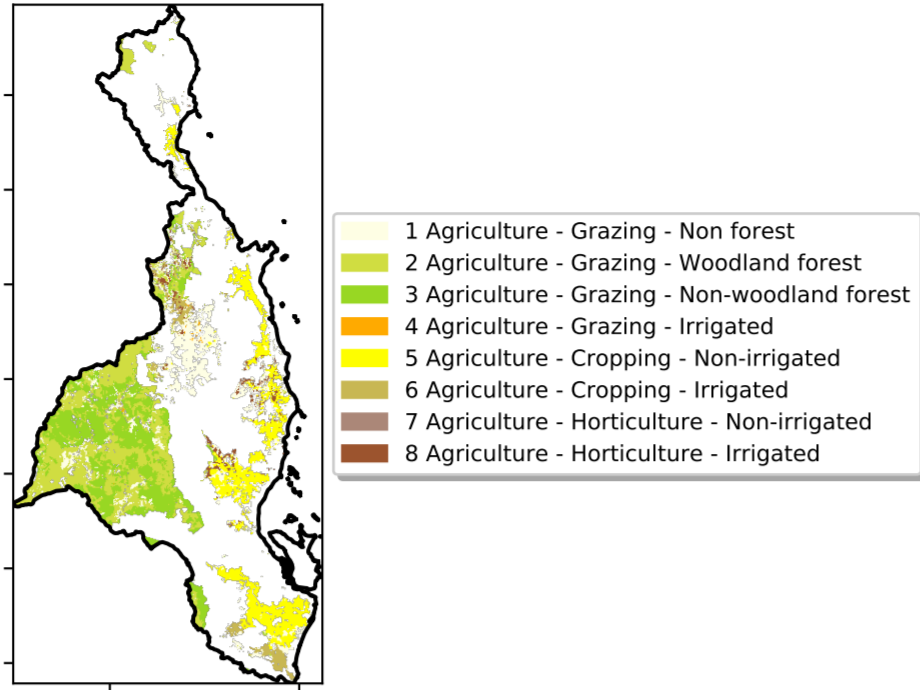 1 Agriculture - Grazing - Non forest
2 Agriculture - Grazing - Woodland forest
3 Agriculture - Grazing - Non-woodland forest
4 Agriculture - Grazing - Irrigated
5 Agriculture - Cropping - Non-irrigated
6 Agriculture - Cropping - Irrigated
7 Agriculture - Horticulture - Non-irrigated
8 Agriculture - Horticulture - Irrigated